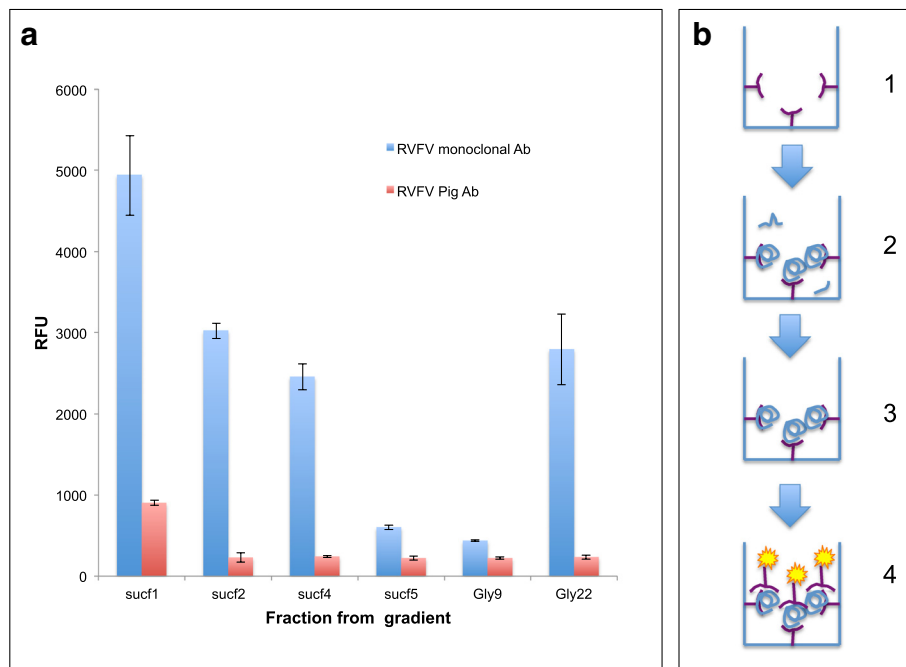 a
6000
5000
4000
3000
2000
1000
0
RFU
RVFV monoclonal Ab
RVFV Pig Ab
sucf1 sucf2 sucf4 sucf5 Gly9 Gly22
Fraction from gradient
b
1
2
3
4